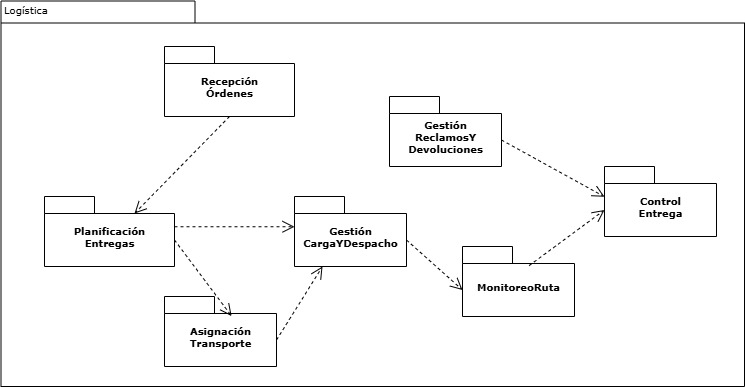 Logística
Recepción
Órdenes
Gestión
ReclamosY
Devoluciones
Control
Entrega
Planificación
Entregas
Gestión
CargaYDespacho
MonitoreoRuta
Asignación
Transporte